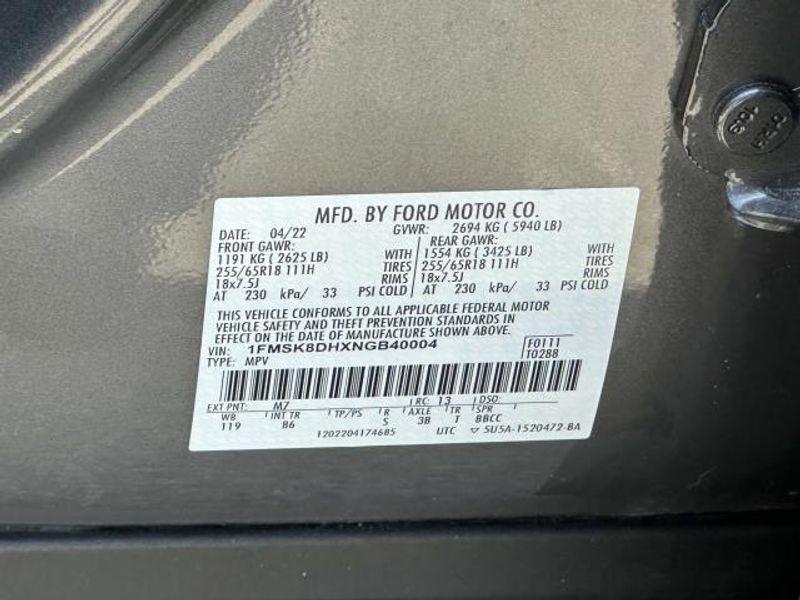 MFD. BY FORD MOTOR CO.
DATE: 04/22 GVWR: 2694 KG ( 5940 LB)
FRONT GAWR: REAR GAWR:
1191 KG ( 2625 LB) WITH 1554 KG ( 3425 LB) WITH
255/65R18 111H TIRES 255/65R18 111H TIRES
18x7.5J RIMS 18x7.5J RIMS
AT 230 kPa/ 33 PSI COLD AT 230 kPa/ 33 PSI COLD
THIS VEHICLE CONFORMS TO ALL APPLICABLE FEDERAL MOTOR
VEHICLE SAFETY AND THEFT PREVENTION STANDARDS IN
EFFECT ON THE DATE OF MANUFACTURE SHOWN ABOVE.
VIN: 1FMSK8DHXNGB40004 F0111
TYPE: MPV T0288
EXT PNT: M7 RC: 13 DSO:
WB INT TR TP/PS R AXLE TR SPR
119 86 S 3B T BBCC
1202204174685 UTC ▽ SU5A-1520472-BA